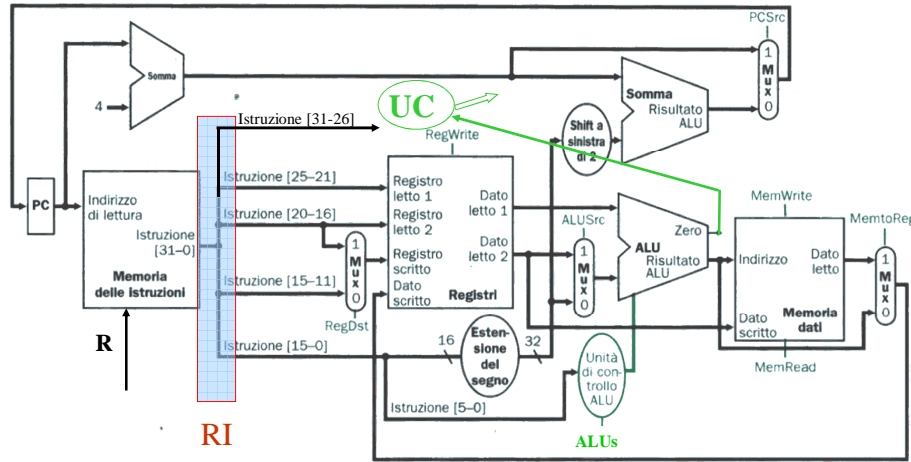 PCSrc
1
Mux
0
Somma
4
Somma
Risultato
ALU
UC
Istruzione [31-26]
RegWrite
Shift a
sinistra
di 2
PC
Indirizzo
di lettura
Istruzione
[31–0]
Memoria
delle istruzioni
Istruzione [25–21]
Istruzione [20–16]
Istruzione [15–11]
Istruzione [15–0]
Istruzione [5–0]
1
Mux
0
RegDst
Registro
letto 1
Registro
letto 2
Registro
scritto
Dato
scritto
Dato
letto 1
Dato
letto 2
Registri
ALUSrc
1
Mux
0
Zero
ALU
Risultato
ALU
MemWrite
Indirizzo
Dato
letto
Dato
scritto
Memoria
dati
MemRead
MemtoReg
1
Mux
0
16
Esten-
sione
del
segno
32
Unità
di con-
trollo
ALU
ALUs
R
RI